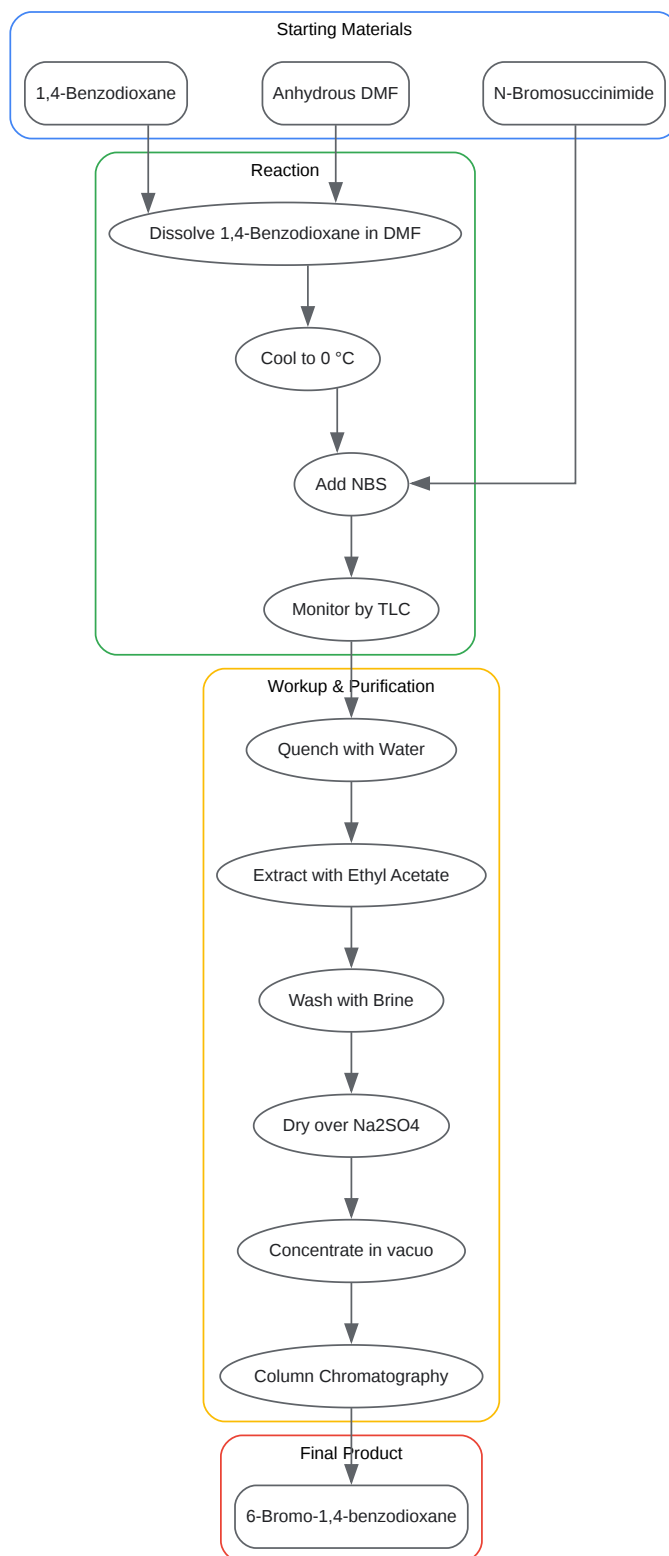 Starting Materials
1,4-Benzodioxane
Anhydrous DMF
N-Bromosuccinimide
Reaction
Dissolve 1,4-Benzodioxane in DMF
Cool to 0 °C
Add NBS
Monitor by TLC
Workup & Purification
Quench with Water
Extract with Ethyl Acetate
Wash with Brine
Dry over Na2SO4
Concentrate in vacuo
Column Chromatography
Final Product
6-Bromo-1,4-benzodioxane